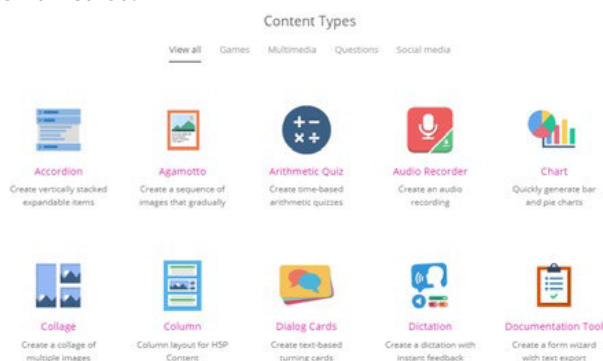 Content Types
View all Games Multimedia Questions Social media
Accordion
Create vertically stacked
expandable items
Agamotto
Create a sequence of
images that gradually
Arithmetic Quiz
Create time-based
arithmetic quizzes
Audio Recorder
Create an audio
recording
Chart
Quickly generate bar
and pie charts
Collage
Create a collage of
multiple images
Column
Column layout for H5P
Content
Dialog Cards
Create text-based
turning cards
Dictation
Create a dictation with
instant feedback
Documentation Tool
Create a form wizard
with text export